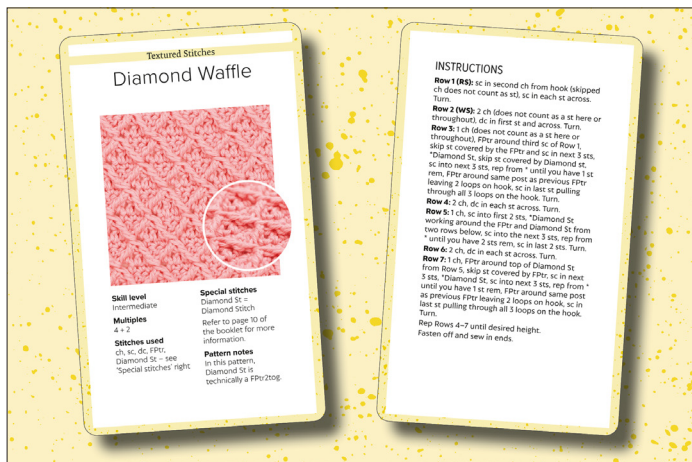 Textured Stitches
Diamond Waffle
Skill level
Intermediate
Multiples
4 + 2
Stitches used
ch, sc, dc, FPtr,
Diamond St – see
'Special stitches' right
Special stitches
Diamond St =
Diamond Stitch
Refer to page 10 of
the booklet for more
information.
Pattern notes
In this pattern,
Diamond St is
technically a FPtr2tog.
INSTRUCTIONS
Row 1 (RS): sc in second ch from hook (skipped
ch does not count as st), sc in each st across.
Turn.
Row 2 (WS): 2 ch (does not count as a st here or
throughout), dc in first st and across. Turn.
Row 3: 1 ch (does not count as a st here or
throughout), FPtr around third sc of Row 1,
skip st covered by the FPtr and sc in next 3 sts,
*Diamond St, skip st covered by Diamond st,
sc into next 3 sts, rep from * until you have 1 st
rem, FPtr around same post as previous FPtr
leaving 2 loops on hook, sc in last st pulling
through all 3 loops on the hook. Turn.
Row 4: 2 ch, dc in each st across. Turn.
Row 5: 1 ch, sc into first 2 sts, *Diamond St
working around the FPtr and Diamond St from
two rows below, sc into the next 3 sts, rep from
* until you have 2 sts rem, sc in last 2 sts. Turn.
Row 6: 2 ch, dc in each st across. Turn.
Row 7: 1 ch, FPtr around top of Diamond St
from Row 5, skip st covered by FPtr, sc in next
3 sts, *Diamond St, sc into next 3 sts, rep from *
until you have 1 st rem, FPtr around same post
as previous FPtr leaving 2 loops on the hook, sc in
last st pulling through all 3 loops on the hook.
Turn.
Rep Rows 4–7 until desired height.
Fasten off and sew in ends.